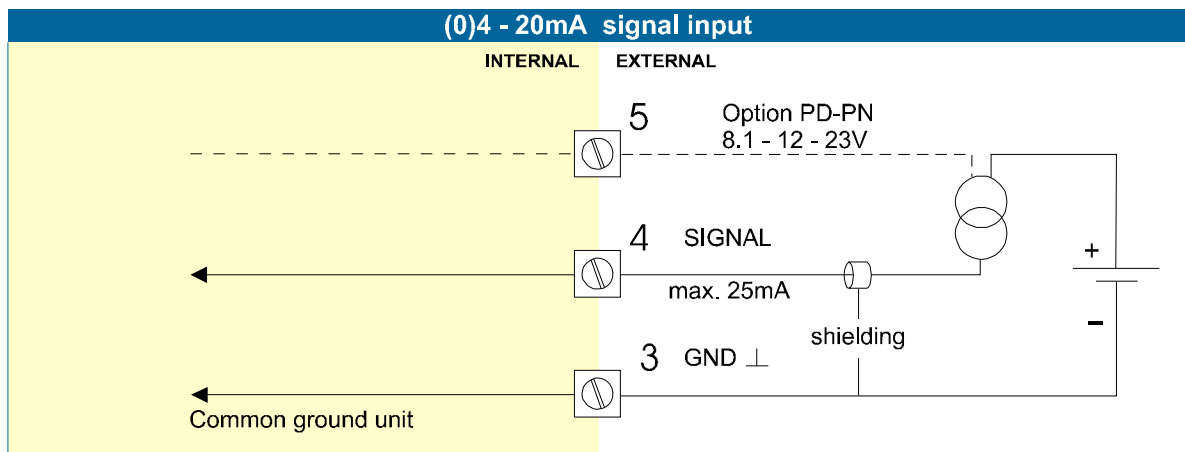 (0)4 - 20mA signal input
INTERNAL
EXTERNAL
5
Option PD-PN
8.1 - 12 - 23V
4
SIGNAL
max. 25mA
+
−
shielding
3
GND ⊥
Common ground unit